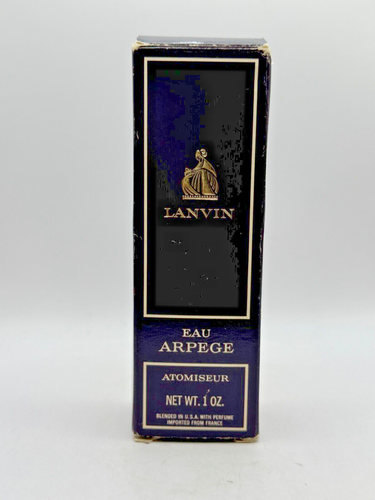 LANVIN
EAU
ARPEGE
ATOMISEUR
NET WT. 1 OZ.
BLENDED IN U.S.A. WITH PERFUME
IMPORTED FROM FRANCE